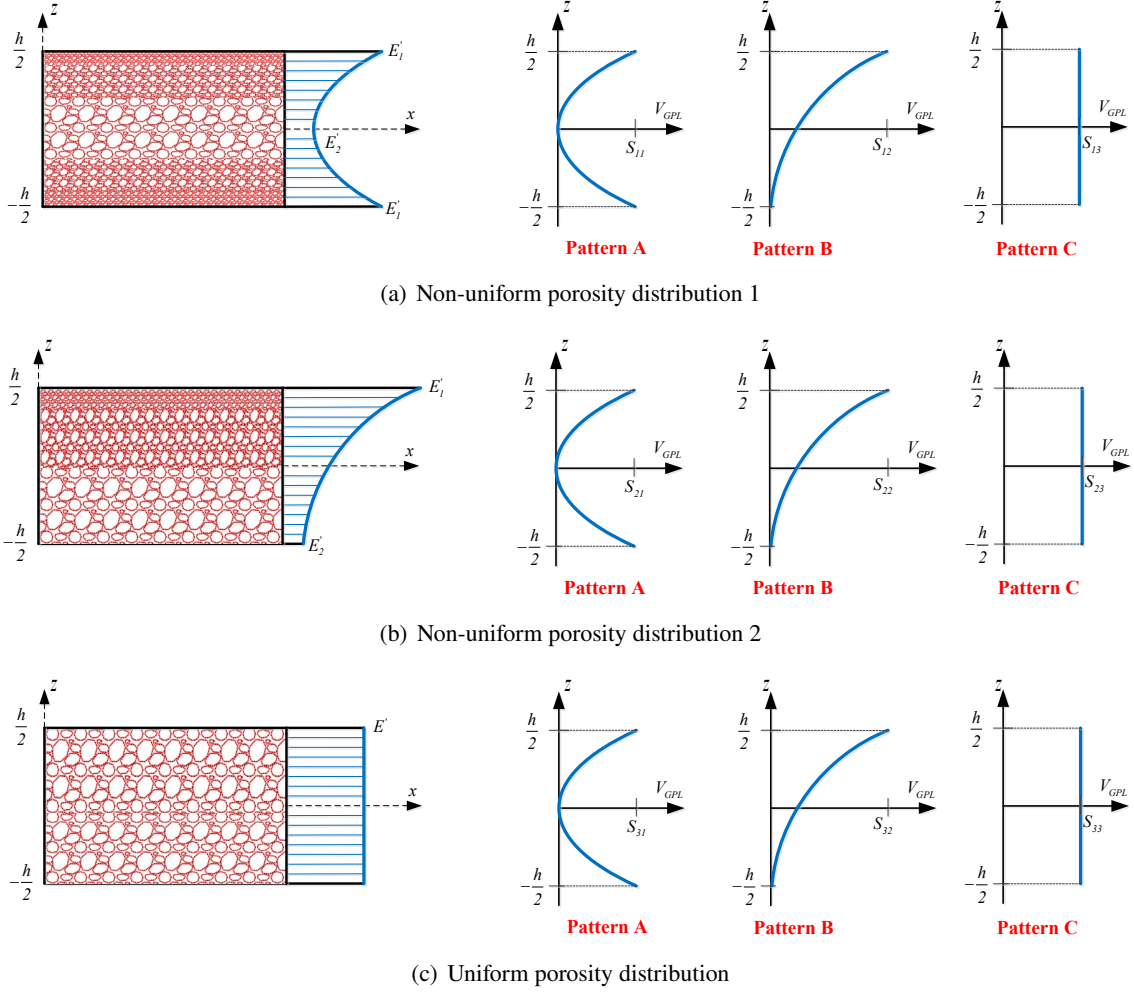 z z z z
h/2 E'1 h/2 h/2 h/2
x V_GPL V_GPL V_GPL
E'2 S11 S12 S13
-h/2 E'1 -h/2 -h/2 -h/2
Pattern A Pattern B Pattern C
(a) Non-uniform porosity distribution 1
z z z z
h/2 E'1 h/2 h/2 h/2
x V_GPL V_GPL V_GPL
S21 S22 S23
-h/2 E'2 -h/2 -h/2 -h/2
Pattern A Pattern B Pattern C
(b) Non-uniform porosity distribution 2
z z z z
h/2 E' h/2 h/2 h/2
x V_GPL V_GPL V_GPL
S31 S32 S33
-h/2 -h/2 -h/2 -h/2
Pattern A Pattern B Pattern C
(c) Uniform porosity distribution